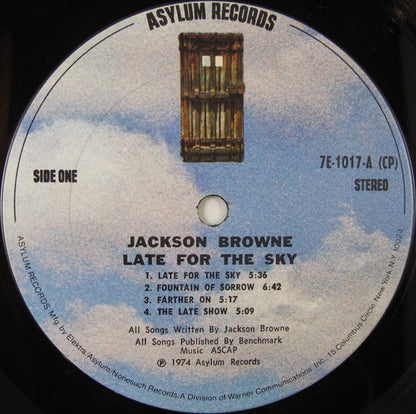 ASYLUM RECORDS
SIDE ONE
7E-1017-A (CP)
STEREO
JACKSON BROWNE
LATE FOR THE SKY
1. LATE FOR THE SKY 5:36
2. FOUNTAIN OF SORROW 6:42
3. FARTHER ON 5:17
4. THE LATE SHOW 5:09
All Songs Written By Jackson Browne
All Songs Published By Benchmark
Music ASCAP
℗ 1974 Asylum Records
ASYLUM RECORDS Mfg. by Elektra/Asylum/Nonesuch Records A Division of Warner Communications, Inc. 15 Columbus Circle, New York, N.Y. 10023